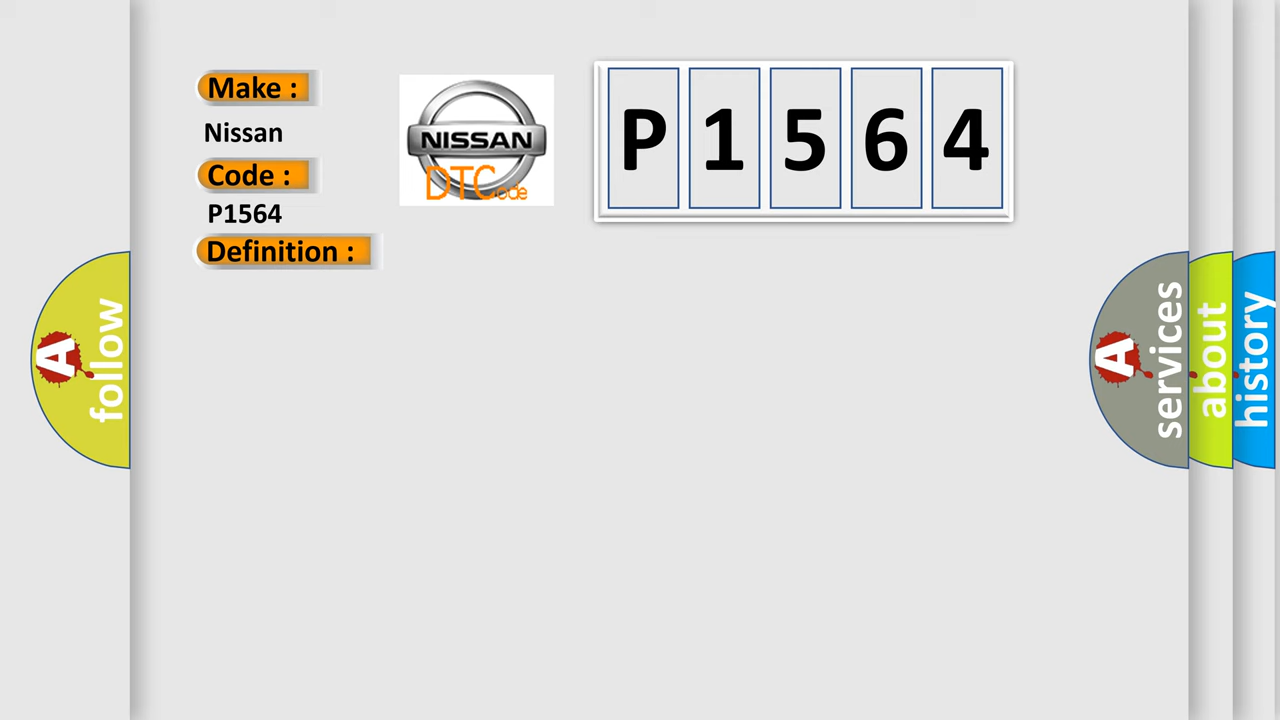 Make :
Nissan
Code :
P1564
Definition :
NISSAN
DTCode
P 1 5 6 4
A follow
A services
about
history